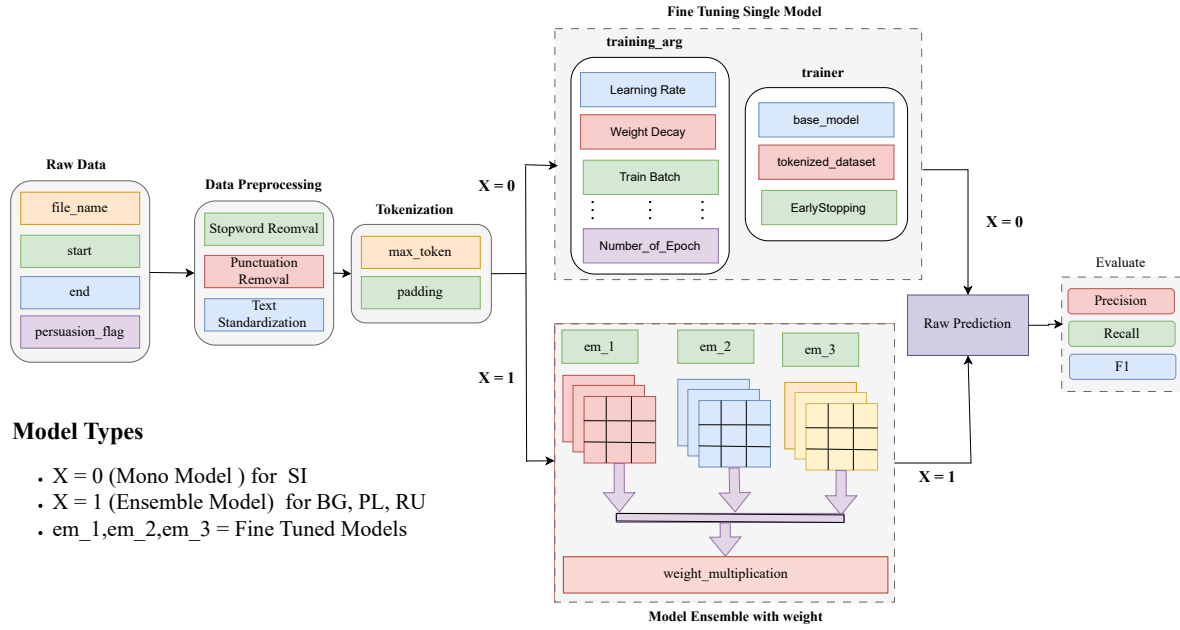 Fine Tuning Single Model
training_arg
Learning Rate
Weight Decay
Train Batch
Number_of_Epoch
trainer
base_model
tokenized_dataset
EarlyStopping
Raw Data
file_name
start
end
persuasion_flag
Data Preprocessing
Stopword Reomval
Punctuation
Removal
Text
Standardization
Tokenization
max_token
padding
X = 0
X = 1
em_1
em_2
em_3
weight_multiplication
Model Ensemble with weight
X = 0
X = 1
Raw Prediction
Evaluate
Precision
Recall
F1
Model Types
• X = 0 (Mono Model ) for SI
• X = 1 (Ensemble Model) for BG, PL, RU
• em_1,em_2,em_3 = Fine Tuned Models